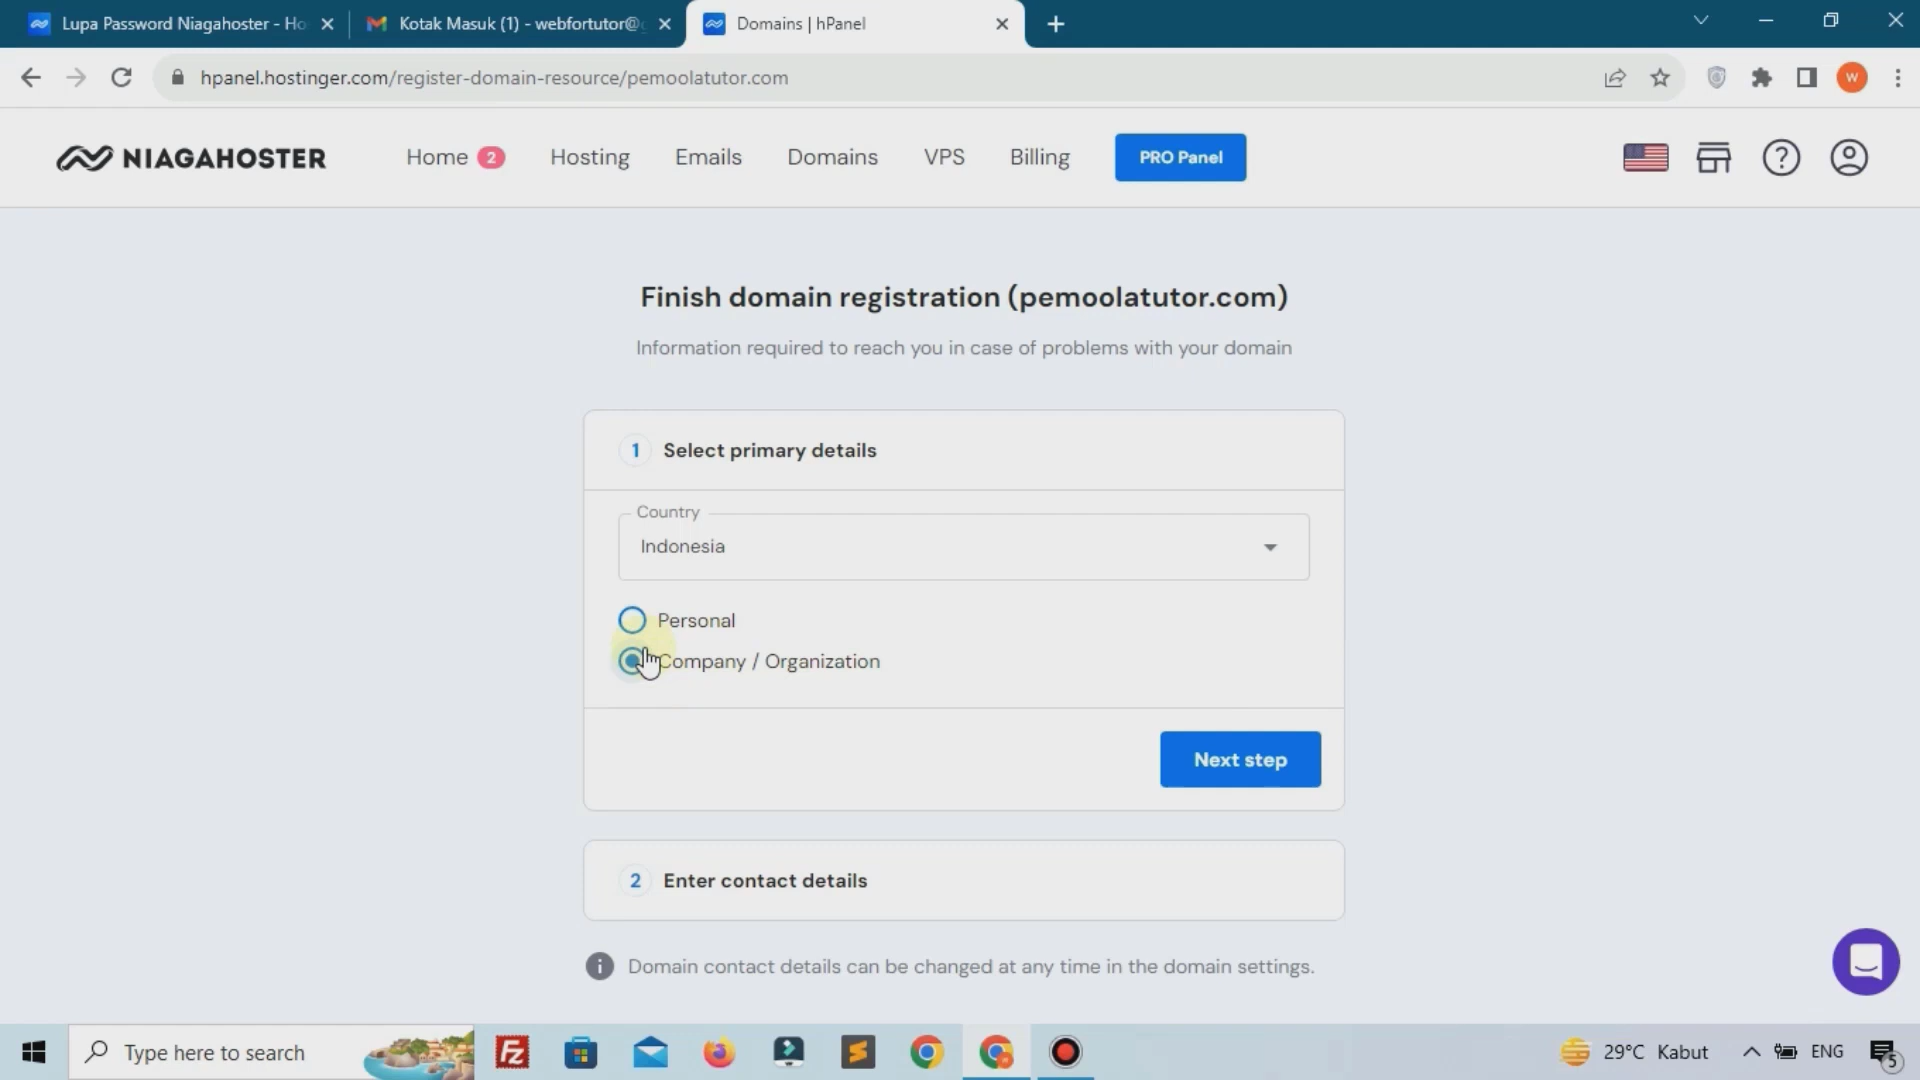 Lupa Password Niagahoster - Ho
Kotak Masuk (1) - webfortutor@g
Domains | hPanel
hpanel.hostinger.com/register-domain-resource/pemoolatutor.com
W
NIAGAHOSTER
Home 2
Hosting
Emails
Domains
VPS
Billing
PRO Panel
?
Finish domain registration (pemoolatutor.com)
Information required to reach you in case of problems with your domain
1 Select primary details
Country
Indonesia
Personal
Company / Organization
Next step
2 Enter contact details
i Domain contact details can be changed at any time in the domain settings.
Type here to search
FZ
S
29°C Kabut
ENG
5